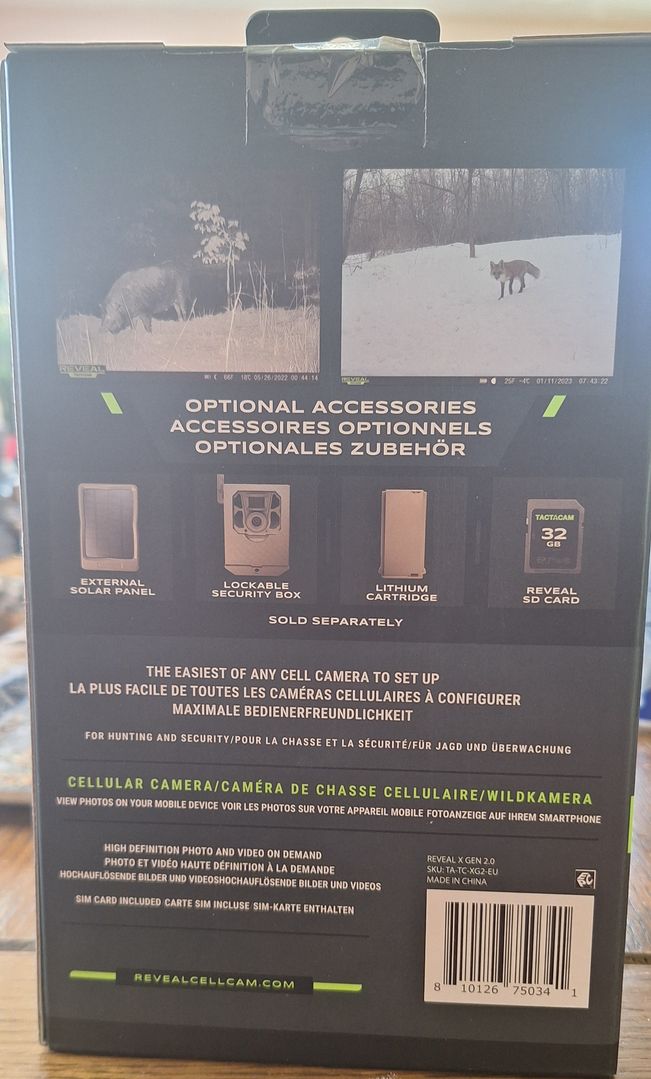 REVEAL
66F 18C 05/26/2022 00:44:14
REVEAL
25F -4C 01/11/2023 07:43:22
OPTIONAL ACCESSORIES
ACCESSOIRES OPTIONNELS
OPTIONALES ZUBEHÖR
TACTACAM
32
GB
EXTERNAL
SOLAR PANEL
LOCKABLE
SECURITY BOX
LITHIUM
CARTRIDGE
REVEAL
SD CARD
SOLD SEPARATELY
THE EASIEST OF ANY CELL CAMERA TO SET UP
LA PLUS FACILE DE TOUTES LES CAMÉRAS CELLULAIRES À CONFIGURER
MAXIMALE BEDIENERFREUNDLICHKEIT
FOR HUNTING AND SECURITY/POUR LA CHASSE ET LA SÉCURITÉ/FÜR JAGD UND ÜBERWACHUNG
CELLULAR CAMERA/CAMÉRA DE CHASSE CELLULAIRE/WILDKAMERA
VIEW PHOTOS ON YOUR MOBILE DEVICE VOIR LES PHOTOS SUR VOTRE APPAREIL MOBILE FOTOANZEIGE AUF IHREM SMARTPHONE
HIGH DEFINITION PHOTO AND VIDEO ON DEMAND
PHOTO ET VIDÉO HAUTE DÉFINITION À LA DEMANDE
HOCHAUFLÖSENDE BILDER UND VIDEOSHOCHAUFLÖSENDE BILDER UND VIDEOS
SIM CARD INCLUDED CARTE SIM INCLUSE SIM-KARTE ENTHALTEN
REVEAL X GEN 2.0
SKU: TA-TC-XG2-EU
MADE IN CHINA
REVEALCELLCAM.COM
8 10126 75034 1